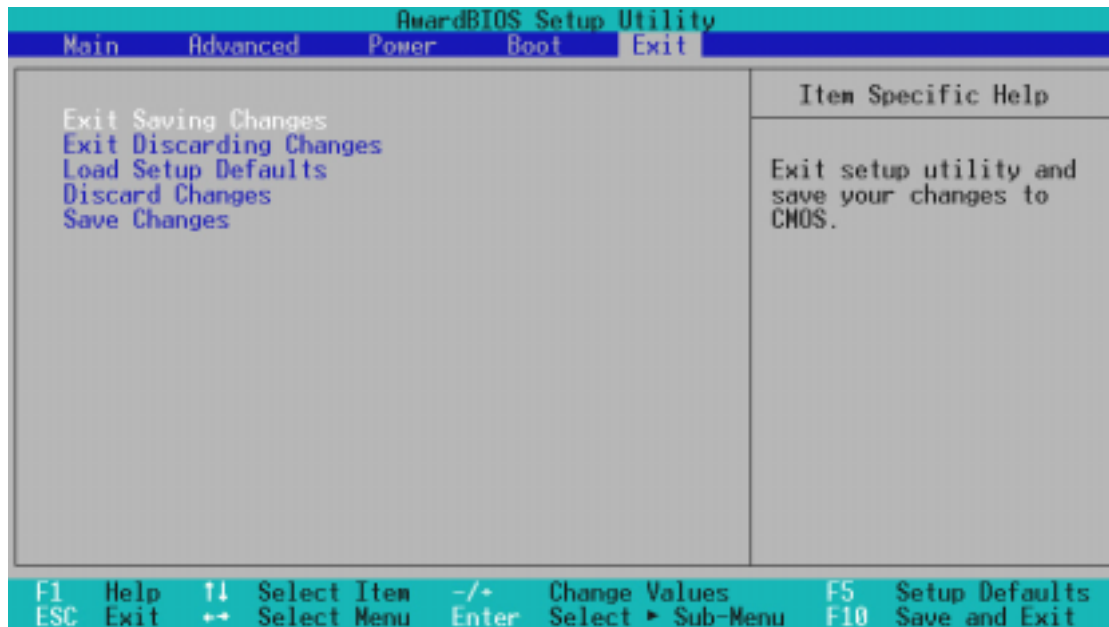 AwardBIOS Setup Utility
Main Advanced Power Boot Exit
Exit Saving Changes
Exit Discarding Changes
Load Setup Defaults
Discard Changes
Save Changes
Item Specific Help
Exit setup utility and
save your changes to
CMOS.
F1 Help ↑↓ Select Item -/+ Change Values F5 Setup Defaults
ESC Exit ←→ Select Menu Enter Select ► Sub-Menu F10 Save and Exit